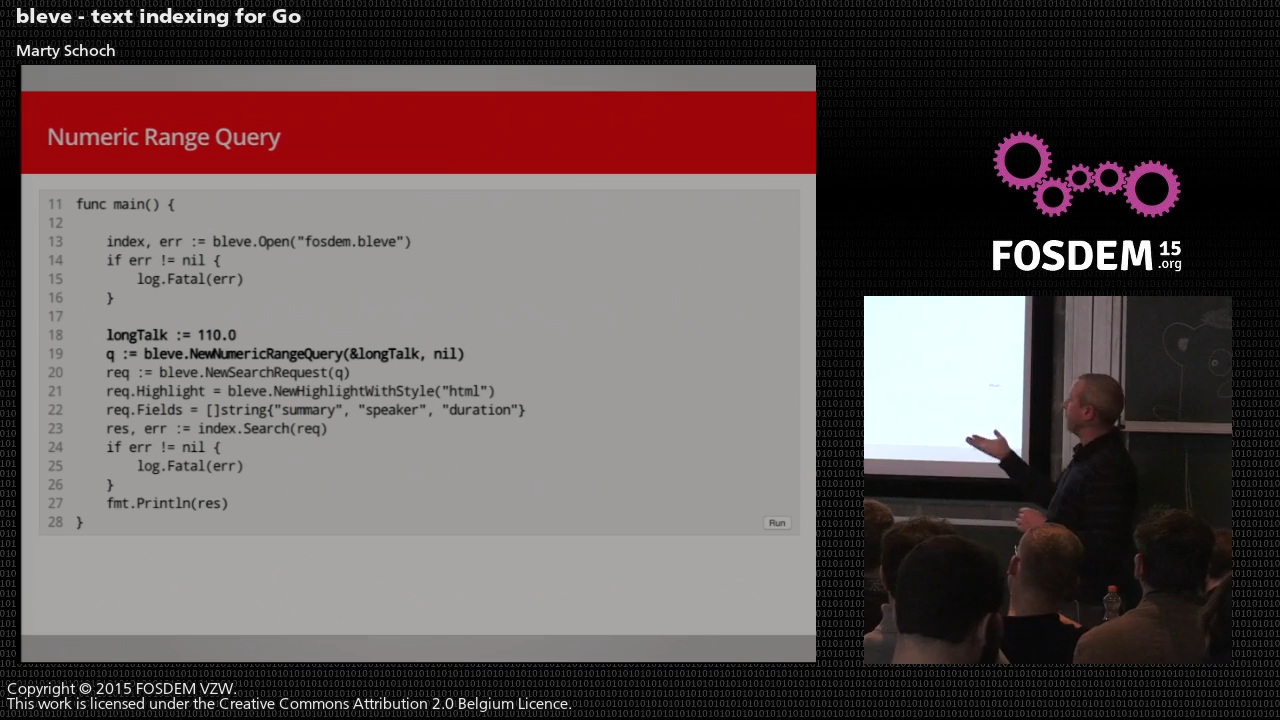 bleve - text indexing for Go
Marty Schoch
Numeric Range Query
11 func main() {
12
13 index, err := bleve.Open("fosdem.bleve")
14 if err != nil {
15 log.Fatal(err)
16 }
17
18 longTalk := 110.0
19 q := bleve.NewNumericRangeQuery(&longTalk, nil)
20 req := bleve.NewSearchRequest(q)
21 req.Highlight = bleve.NewHighlightWithStyle("html")
22 req.Fields = []string{"summary", "speaker", "duration"}
23 res, err := index.Search(req)
24 if err != nil {
25 log.Fatal(err)
26 }
27 fmt.Println(res)
28 }
Run
FOSDEM 15
.org
Copyright © 2015 FOSDEM VZW.
This work is licensed under the Creative Commons Attribution 2.0 Belgium Licence.